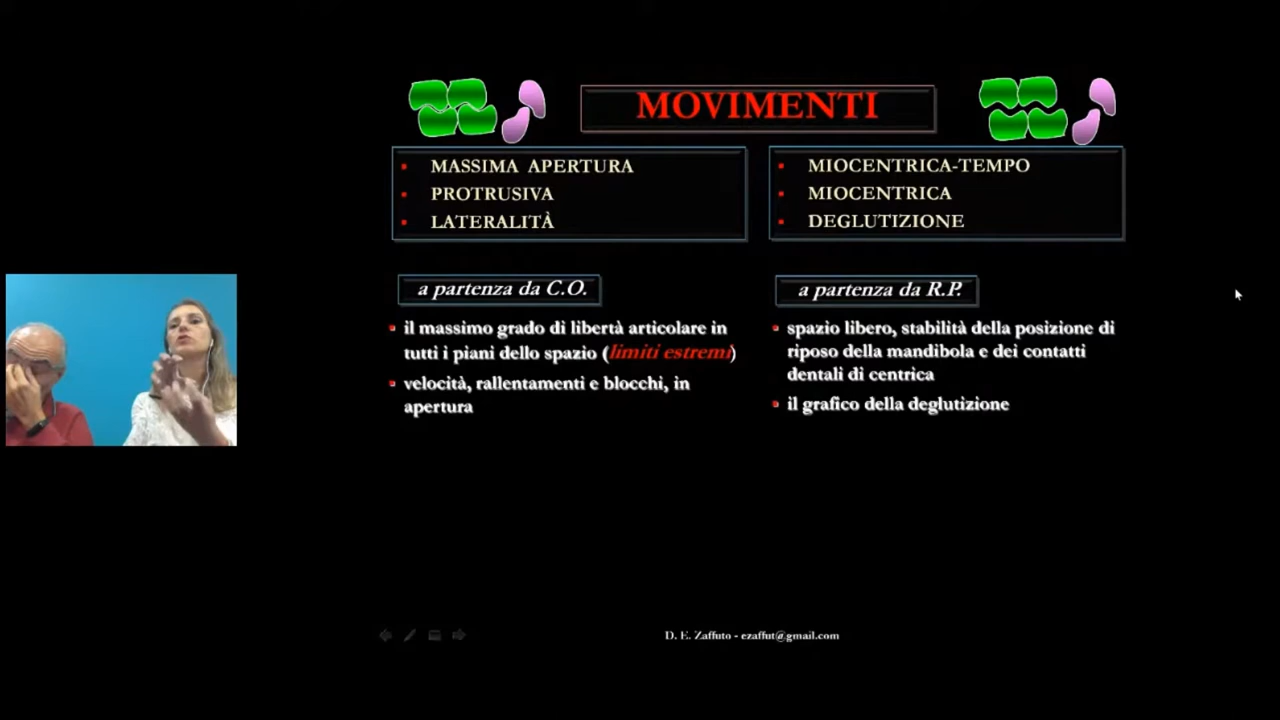 MOVIMENTI
MASSIMA APERTURA
PROTRUSIVA
LATERALITÀ
MIOCENTRICA-TEMPO
MIOCENTRICA
DEGLUTIZIONE
a partenza da C.O.
il massimo grado di libertà articolare in
tutti i piani dello spazio (limiti estremi)
velocità, rallentamenti e blocchi, in
apertura
a partenza da R.P.
spazio libero, stabilità della posizione di
riposo della mandibola e dei contatti
dentali di centrica
il grafico della deglutizione
D. E. Zaffuto - ezaffut@gmail.com